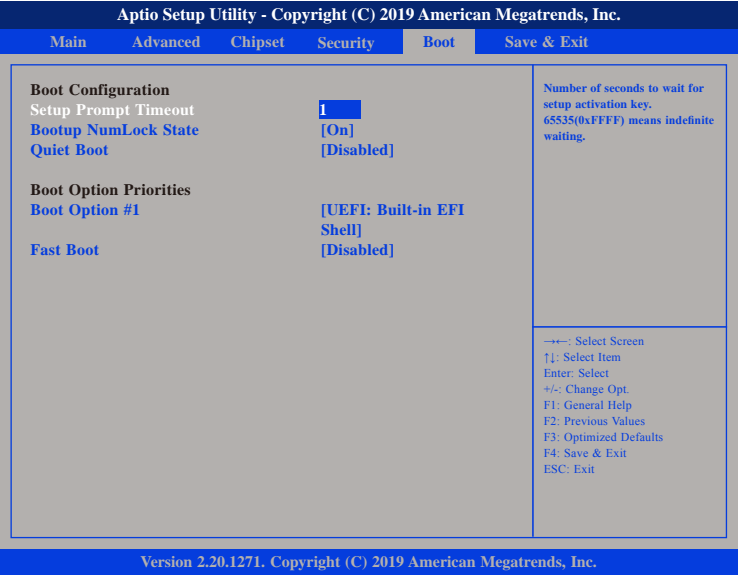 Aptio Setup Utility - Copyright (C) 2019 American Megatrends, Inc.
Main Advanced Chipset Security Boot Save & Exit
Boot Configuration
Setup Prompt Timeout 1
Bootup NumLock State [On]
Quiet Boot [Disabled]
Boot Option Priorities
Boot Option #1 [UEFI: Built-in EFI
Shell]
Fast Boot [Disabled]
Number of seconds to wait for
setup activation key.
65535(0xFFFF) means indefinite
waiting.
→←: Select Screen
↑↓: Select Item
Enter: Select
+/-: Change Opt.
F1: General Help
F2: Previous Values
F3: Optimized Defaults
F4: Save & Exit
ESC: Exit
Version 2.20.1271. Copyright (C) 2019 American Megatrends, Inc.